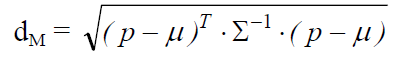 d_M = √((p − μ)^T · Σ^{−1} · (p − μ))